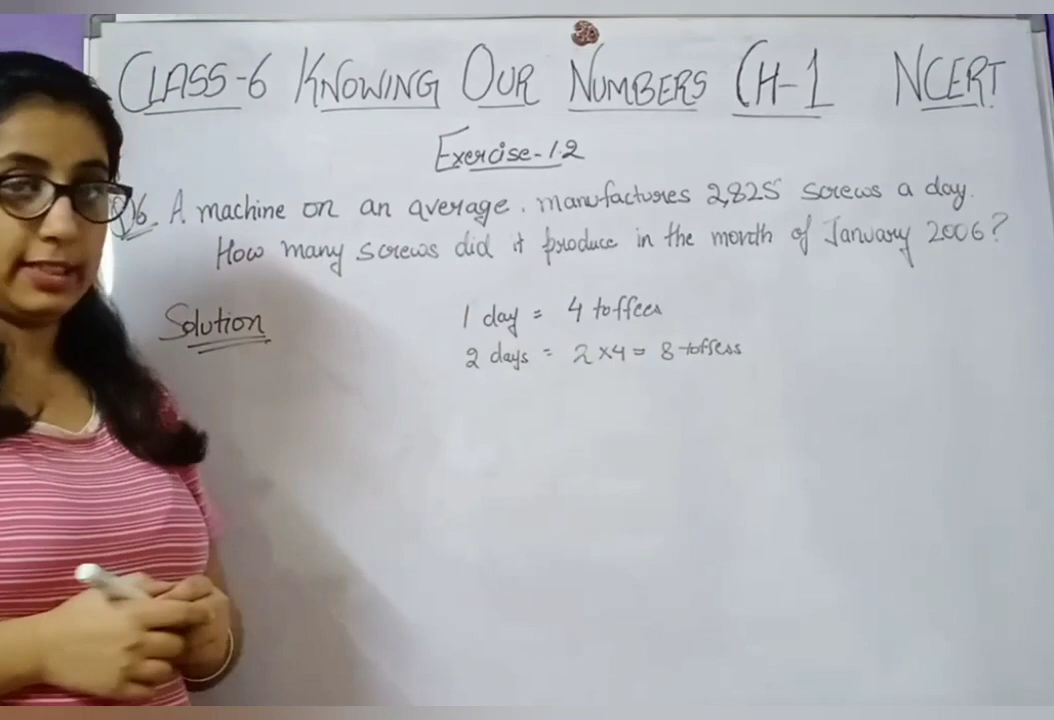 CLASS-6 KNOWING OUR NUMBERS CH-1 NCERT
Exercise-1.2
Q6. A machine on an average. manufactures 2,825 screws a day.
How many screws did it produce in the month of January 2006?
Solution
1 day = 4 toffees
2 days = 2×4= 8 toffess